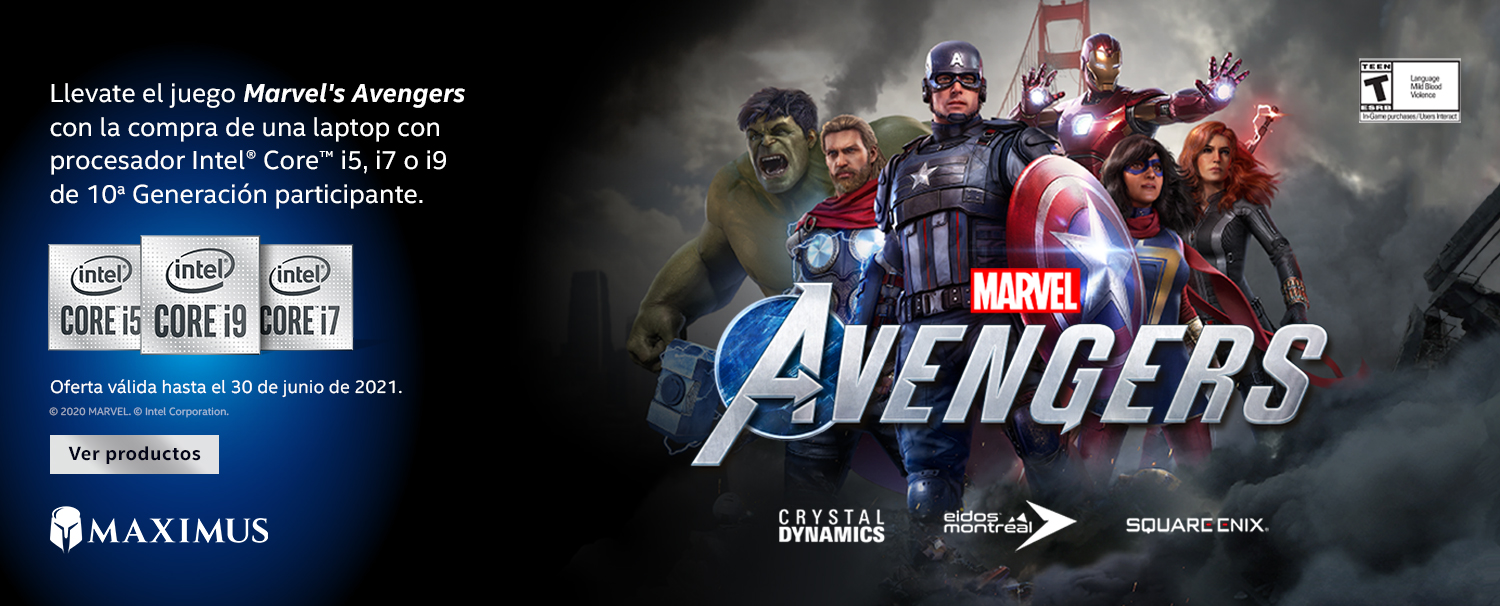 Llevate el juego Marvel's Avengers
con la compra de una laptop con
procesador Intel® Core™ i5, i7 o i9
de 10ª Generación participante.
intel®
CORE i5
intel®
CORE™ i9
intel®
CORE i7
Oferta válida hasta el 30 de junio de 2021.
© 2020 MARVEL. © Intel Corporation.
Ver productos
MAXIMUS
A
MARVEL
AVENGERS
CRYSTAL
DYNAMICS
eidos
montréal
SQUARE ENIX®
TEEN
T
ESRB
Language
Mild Blood
Violence
In-Game purchases/Users Interact